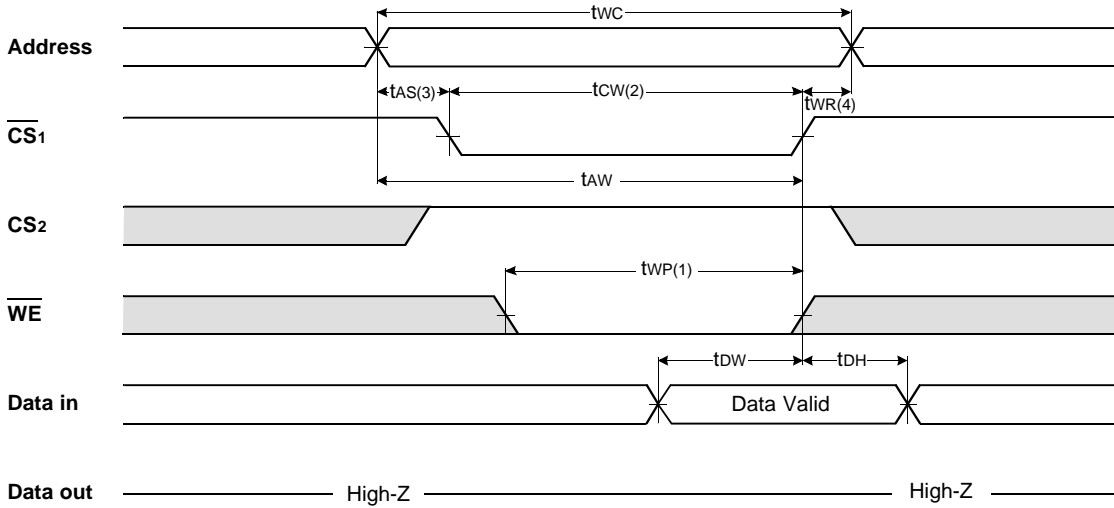 tWC
Address
tAS(3) tCW(2) tWR(4)
CS1
tAW
CS2
tWP(1)
WE
tDW tDH
Data in Data Valid
Data out High-Z High-Z